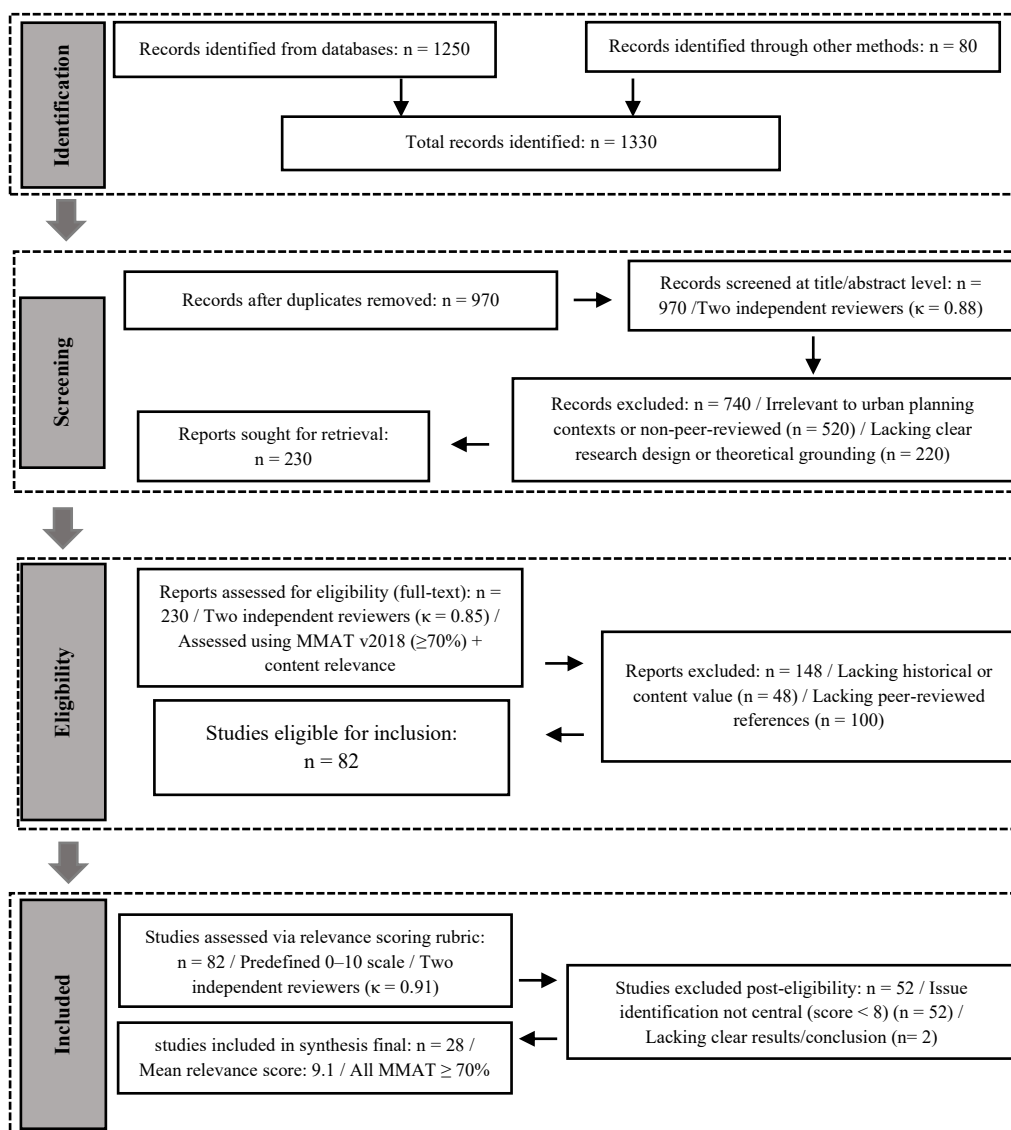 Identification
Records identified from databases: n = 1250
Records identified through other methods: n = 80
Total records identified: n = 1330
Screening
Records after duplicates removed: n = 970
Records screened at title/abstract level: n =
970 /Two independent reviewers (κ = 0.88)
Records excluded: n = 740 / Irrelevant to urban planning
contexts or non-peer-reviewed (n = 520) / Lacking clear
research design or theoretical grounding (n = 220)
Reports sought for retrieval:
n = 230
Eligibility
Reports assessed for eligibility (full-text): n =
230 / Two independent reviewers (κ = 0.85) /
Assessed using MMAT v2018 (≥70%) +
content relevance
Reports excluded: n = 148 / Lacking historical or
content value (n = 48) / Lacking peer-reviewed
references (n = 100)
Studies eligible for inclusion:
n = 82
Included
Studies assessed via relevance scoring rubric:
n = 82 / Predefined 0–10 scale / Two
independent reviewers (κ = 0.91)
Studies excluded post-eligibility: n = 52 / Issue
identification not central (score < 8) (n = 52) /
Lacking clear results/conclusion (n= 2)
studies included in synthesis final: n = 28 /
Mean relevance score: 9.1 / All MMAT ≥ 70%